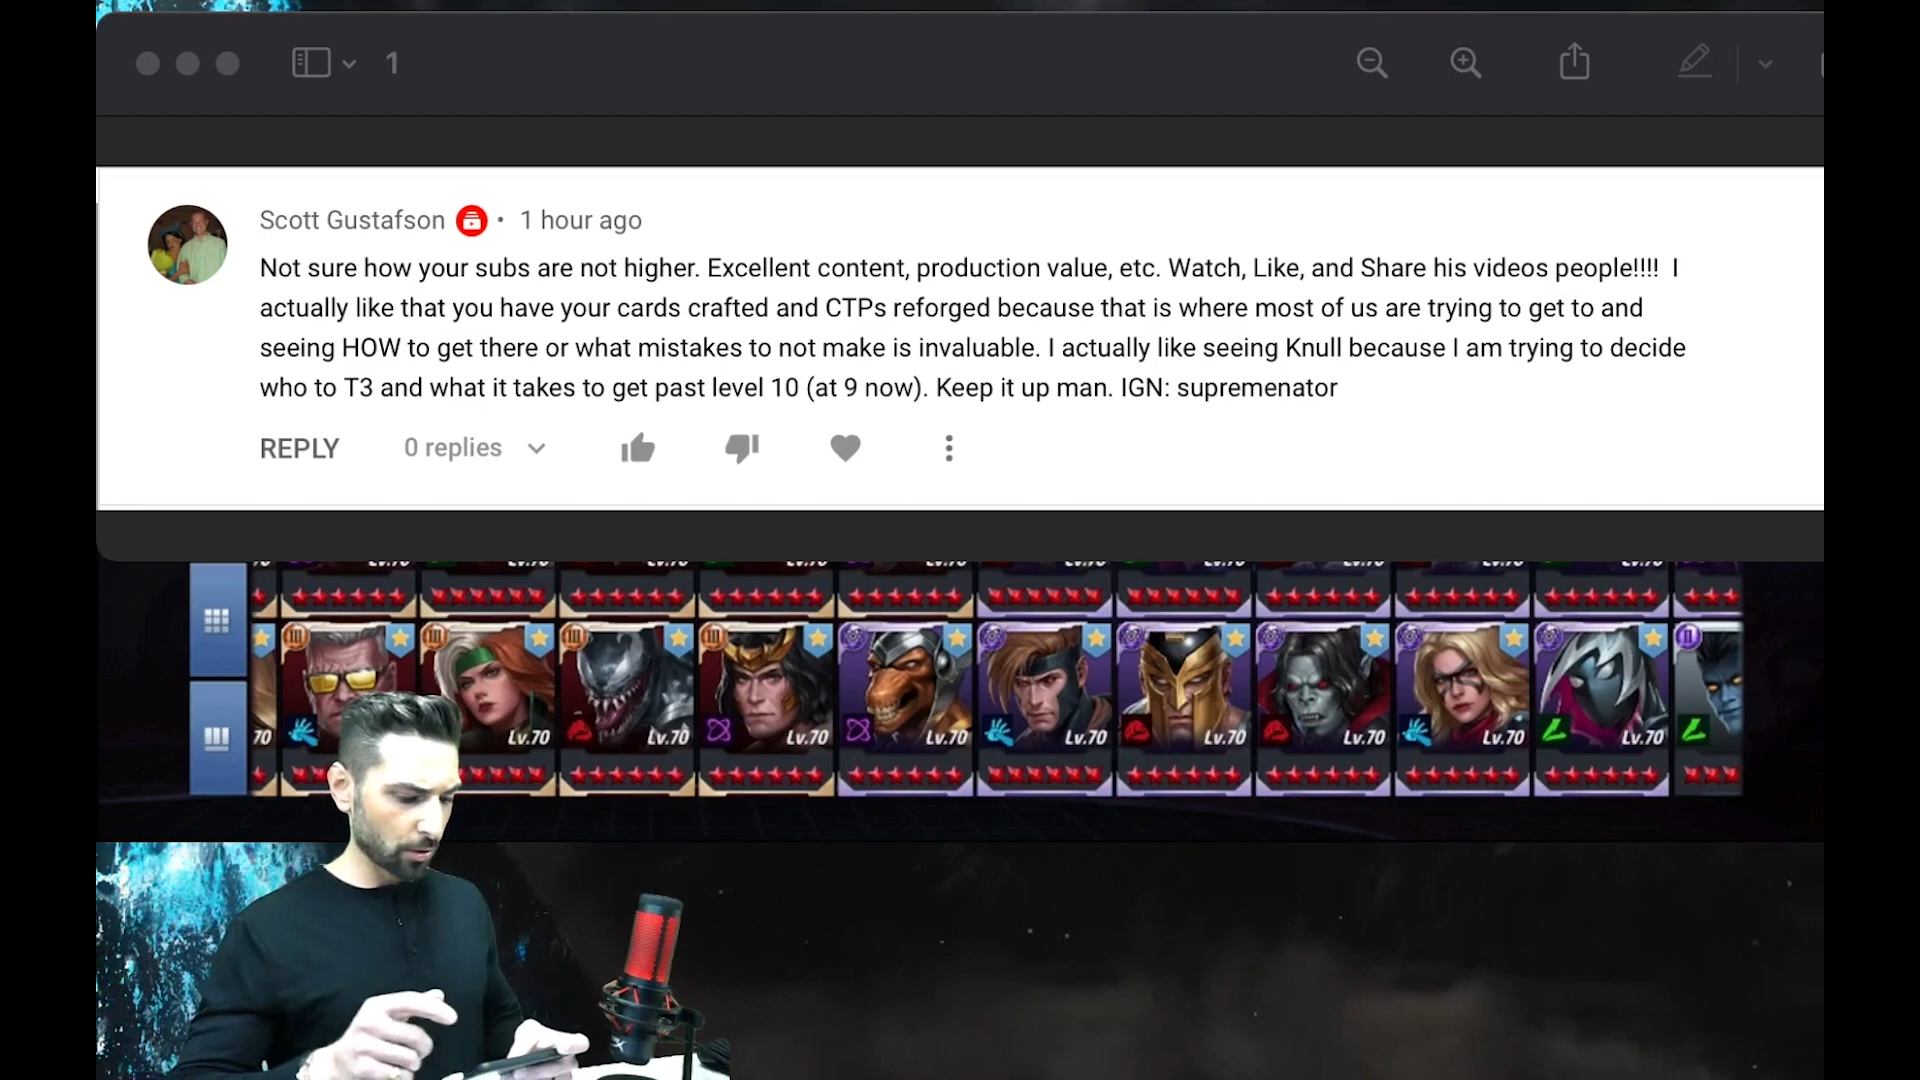 1
Scott Gustafson • 1 hour ago
Not sure how your subs are not higher. Excellent content, production value, etc. Watch, Like, and Share his videos people!!!! I
actually like that you have your cards crafted and CTPs reforged because that is where most of us are trying to get to and
seeing HOW to get there or what mistakes to not make is invaluable. I actually like seeing Knull because I am trying to decide
who to T3 and what it takes to get past level 10 (at 9 now). Keep it up man. IGN: supremenator
REPLY 0 replies
III III III III II
70 Lv.70 Lv.70 Lv.70 Lv.70 Lv.70 Lv.70 Lv.70 Lv.70 Lv.70